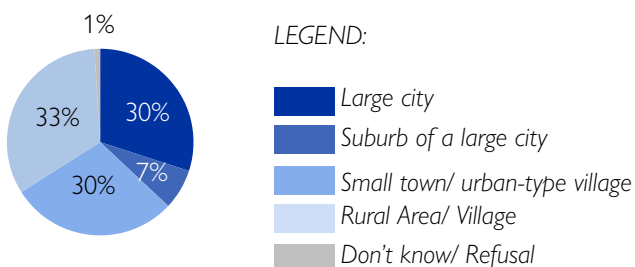 1%
30%
7%
30%
33%
LEGEND:
Large city
Suburb of a large city
Small town/ urban-type village
Rural Area/ Village
Don't know/ Refusal